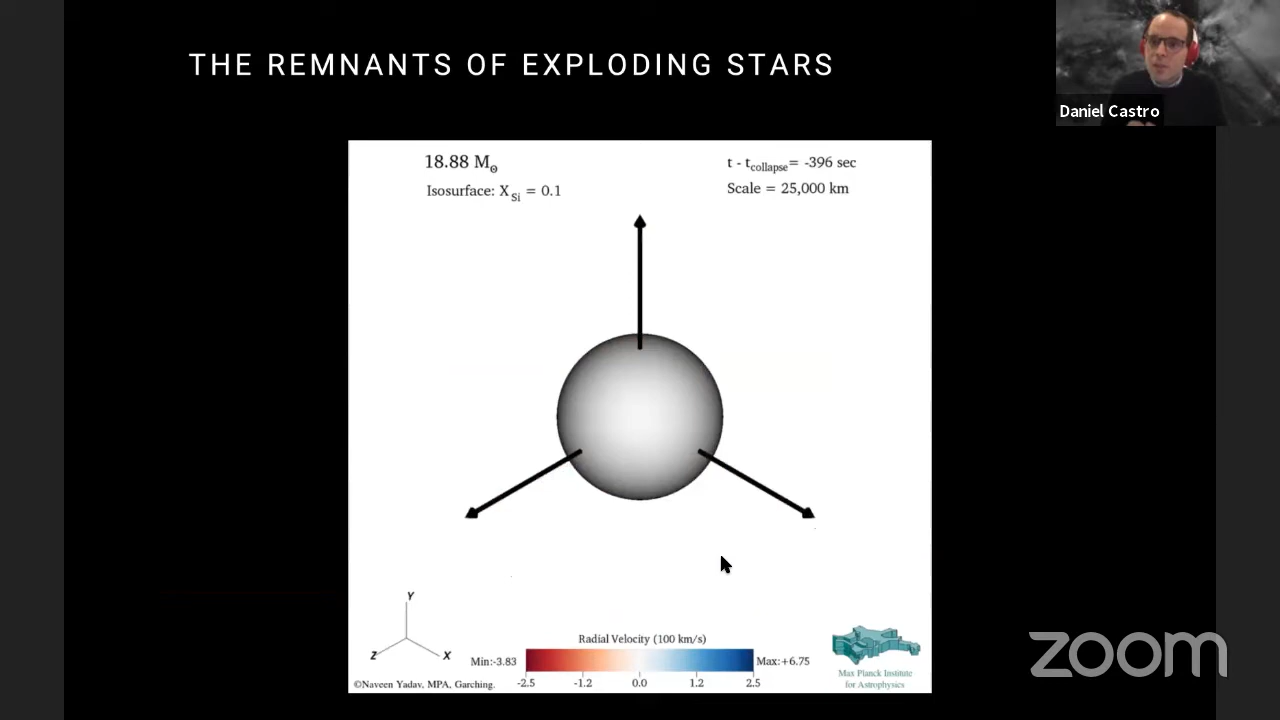 THE REMNANTS OF EXPLODING STARS
Daniel Castro
18.88 M⊙
Isosurface: X Si = 0.1
t - tcollapse= -396 sec
Scale = 25,000 km
Y
Z
X
Radial Velocity (100 km/s)
Min:-3.83
Max:+6.75
-2.5 -1.2 0.0 1.2 2.5
©Naveen Yadav, MPA, Garching.
Max Planck Institute
for Astrophysics
zoom